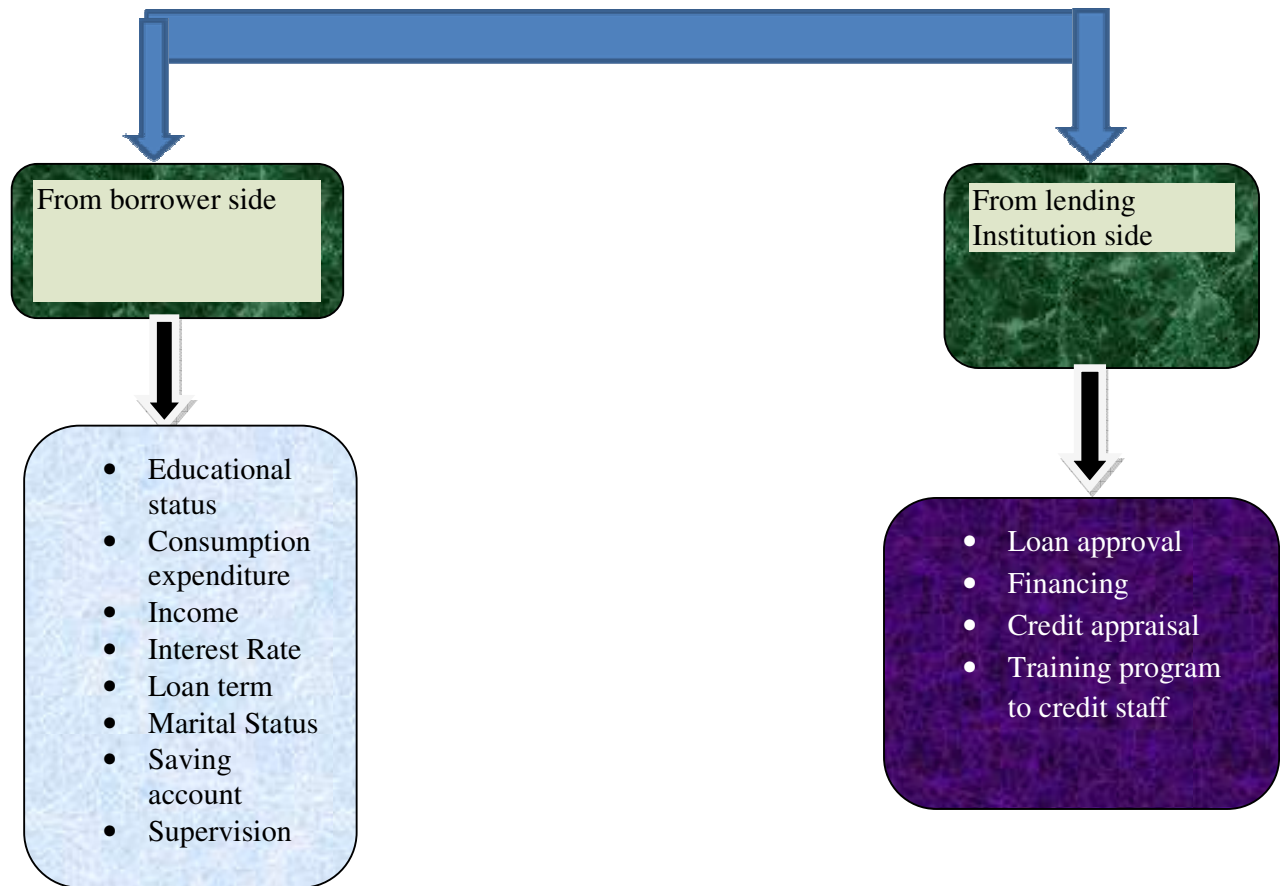 From borrower side
From lending
Institution side
• Educational
status
• Consumption
expenditure
• Income
• Interest Rate
• Loan term
• Marital Status
• Saving
account
• Supervision
• Loan approval
• Financing
• Credit appraisal
• Training program
to credit staff